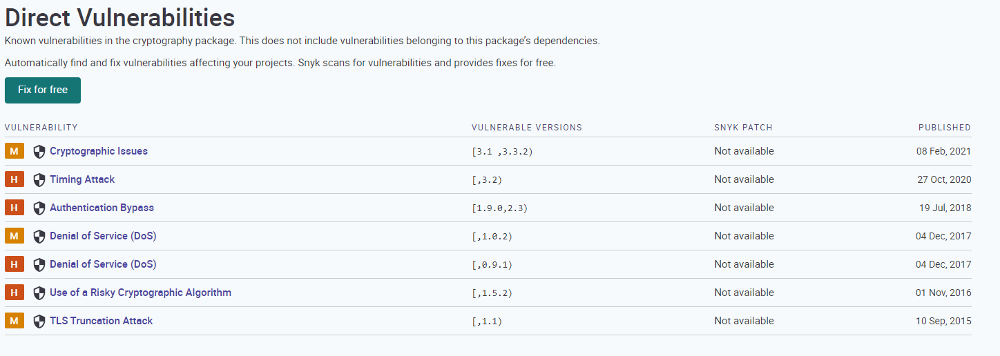 Direct Vulnerabilities
Known vulnerabilities in the cryptography package. This does not include vulnerabilities belonging to this package’s dependencies.
Automatically find and fix vulnerabilities affecting your projects. Snyk scans for vulnerabilities and provides fixes for free.
Fix for free
VULNERABILITY VULNERABLE VERSIONS SNYK PATCH PUBLISHED
M Cryptographic Issues [3.1 ,3.3.2) Not available 08 Feb, 2021
H Timing Attack [,3.2) Not available 27 Oct, 2020
H Authentication Bypass [1.9.0,2.3) Not available 19 Jul, 2018
M Denial of Service (DoS) [,1.0.2) Not available 04 Dec, 2017
H Denial of Service (DoS) [,0.9.1) Not available 04 Dec, 2017
H Use of a Risky Cryptographic Algorithm [,1.5.2) Not available 01 Nov, 2016
M TLS Truncation Attack [,1.1) Not available 10 Sep, 2015